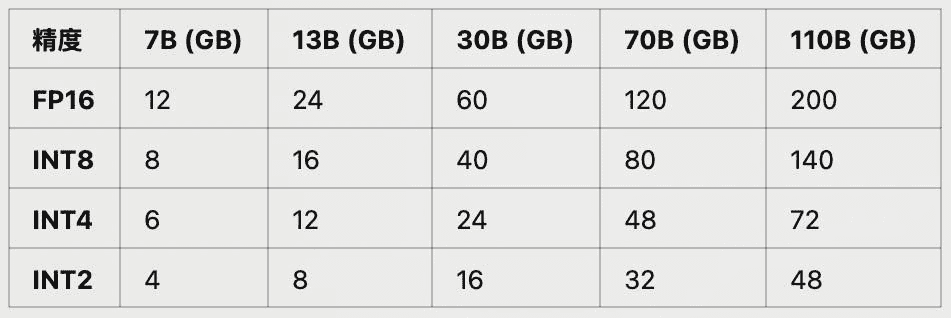 精度 7B (GB) 13B (GB) 30B (GB) 70B (GB) 110B (GB)
FP16 12 24 60 120 200
INT8 8 16 40 80 140
INT4 6 12 24 48 72
INT2 4 8 16 32 48